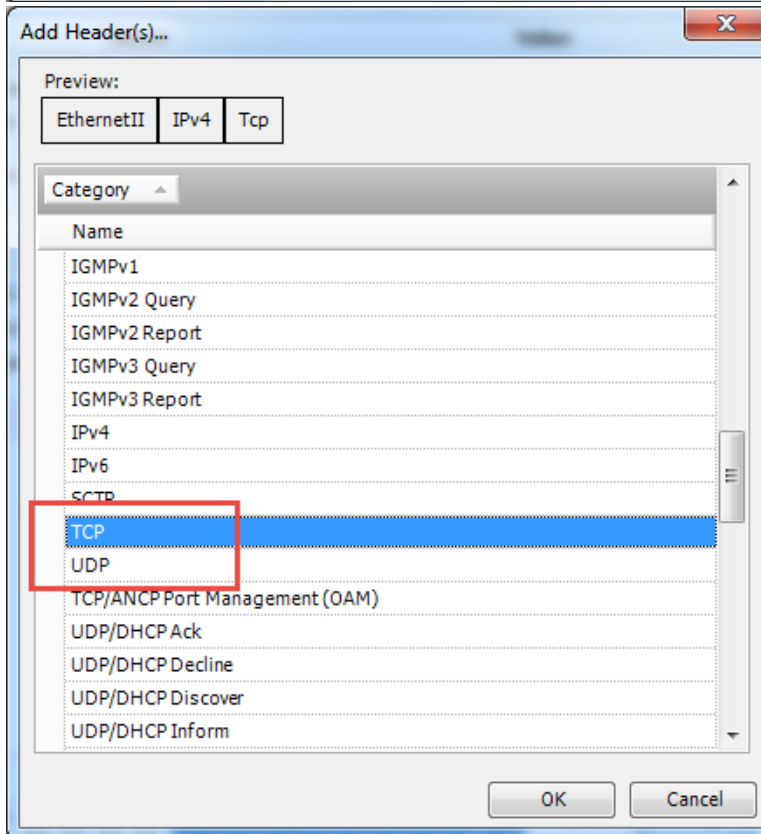 Add Header(s)...
Preview:
EthernetII IPv4 Tcp
Category
Name
IGMPv1
IGMPv2 Query
IGMPv2 Report
IGMPv3 Query
IGMPv3 Report
IPv4
IPv6
SCTP
TCP
UDP
TCP/ANCP Port Management (OAM)
UDP/DHCP Ack
UDP/DHCP Decline
UDP/DHCP Discover
UDP/DHCP Inform
OK Cancel